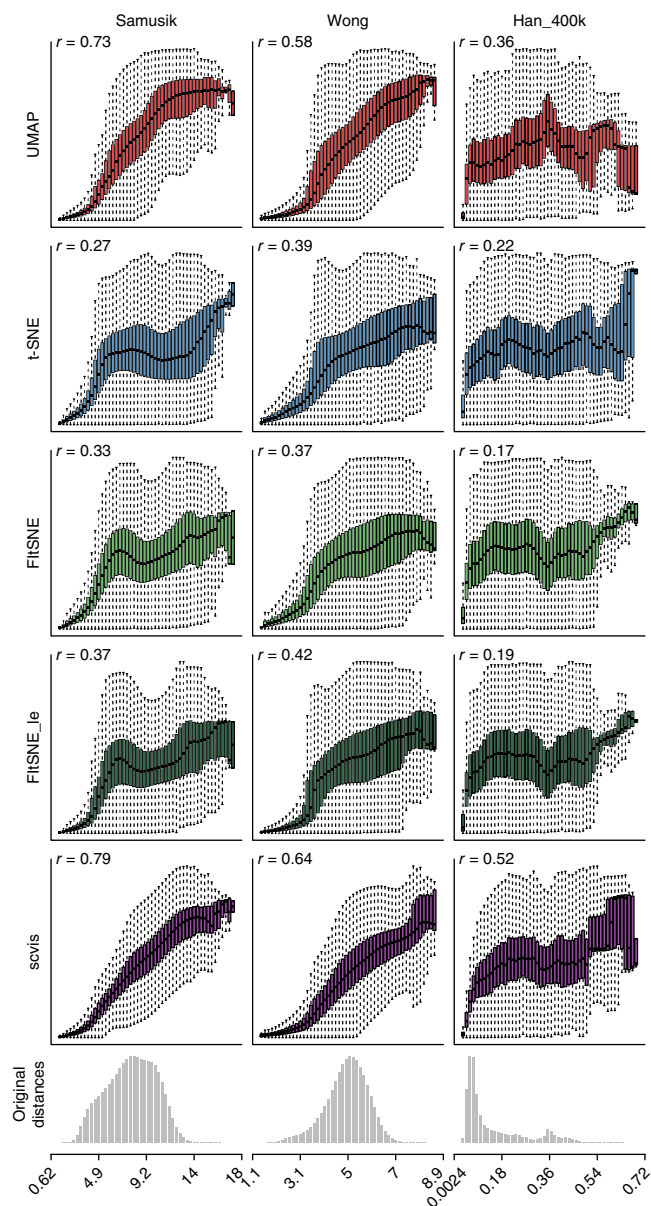 Samusik Wong Han_400k
UMAP
r = 0.73 r = 0.58 r = 0.36
t-SNE
r = 0.27 r = 0.39 r = 0.22
FItSNE
r = 0.33 r = 0.37 r = 0.17
FItSNE_le
r = 0.37 r = 0.42 r = 0.19
scvis
r = 0.79 r = 0.64 r = 0.52
Original
distances
0.62 4.9 9.2 14 18 1.1 3.1 5 7 8.9 0.0024 0.18 0.36 0.54 0.72